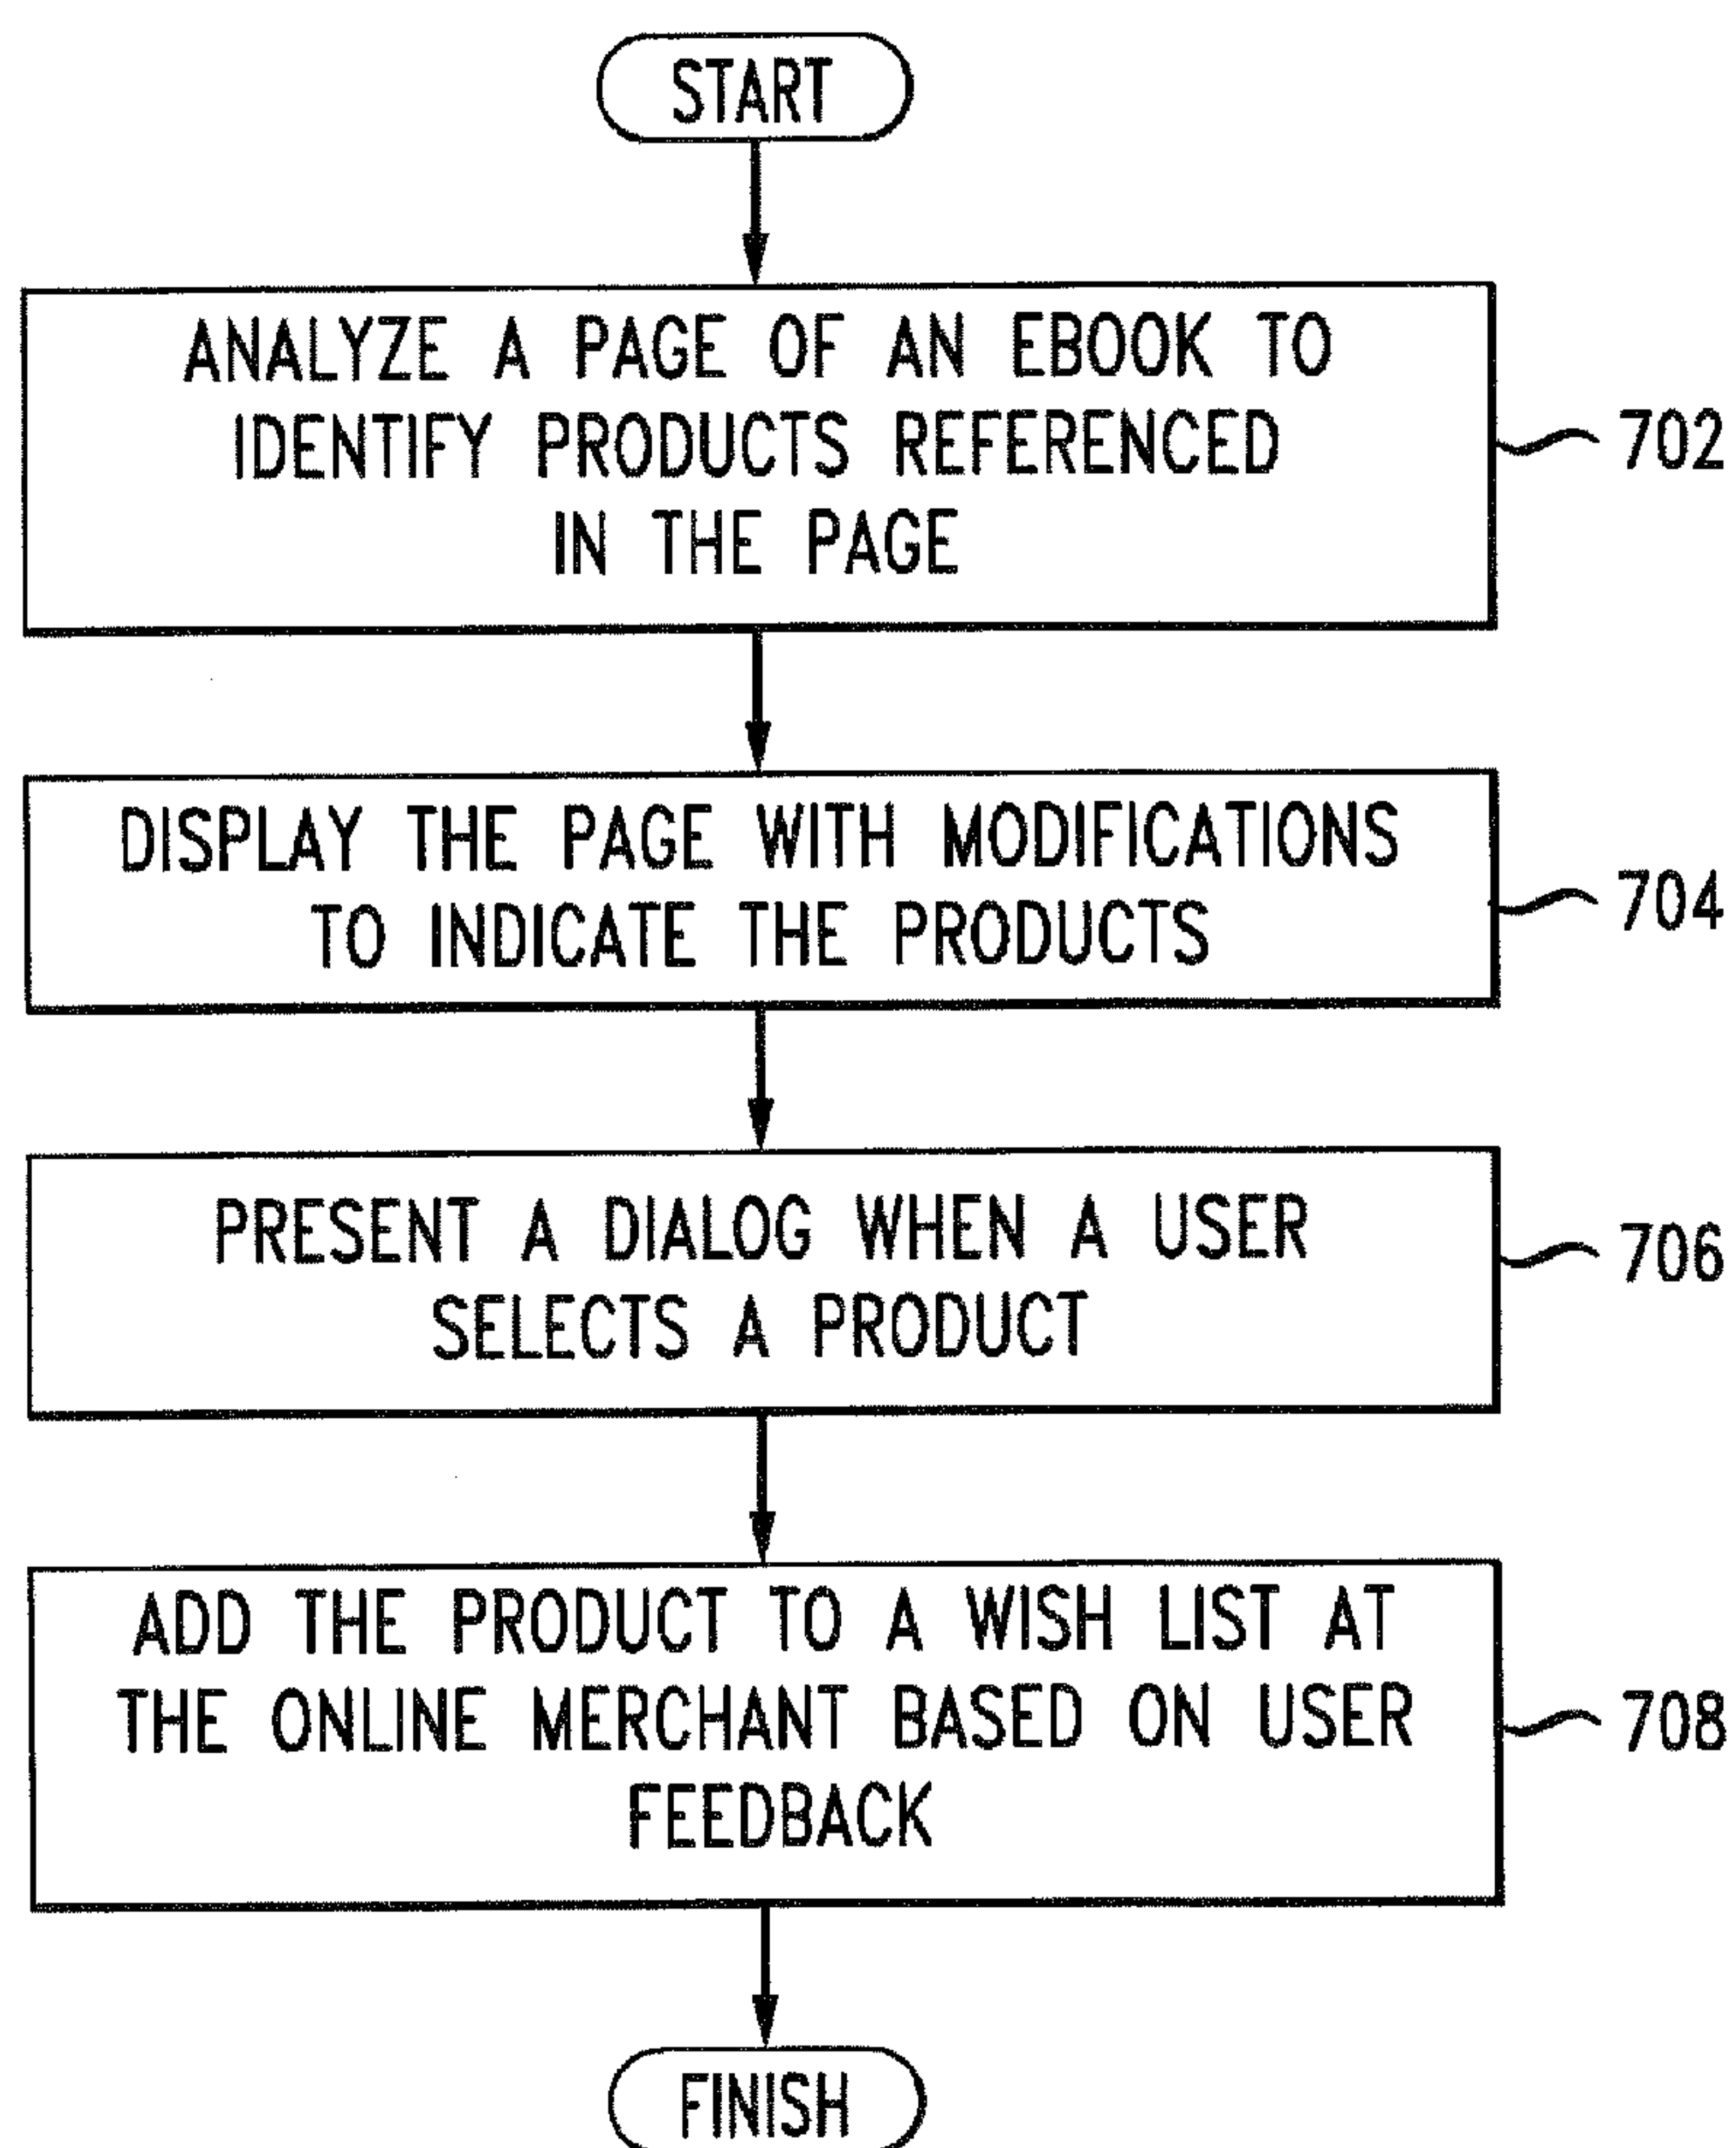 START
ANALYZE A PAGE OF AN EBOOK TO
IDENTIFY PRODUCTS REFERENCED
IN THE PAGE
702
DISPLAY THE PAGE WITH MODIFICATIONS
TO INDICATE THE PRODUCTS
704
PRESENT A DIALOG WHEN A USER
SELECTS A PRODUCT
706
ADD THE PRODUCT TO A WISH LIST AT
THE ONLINE MERCHANT BASED ON USER
FEEDBACK
708
FINISH